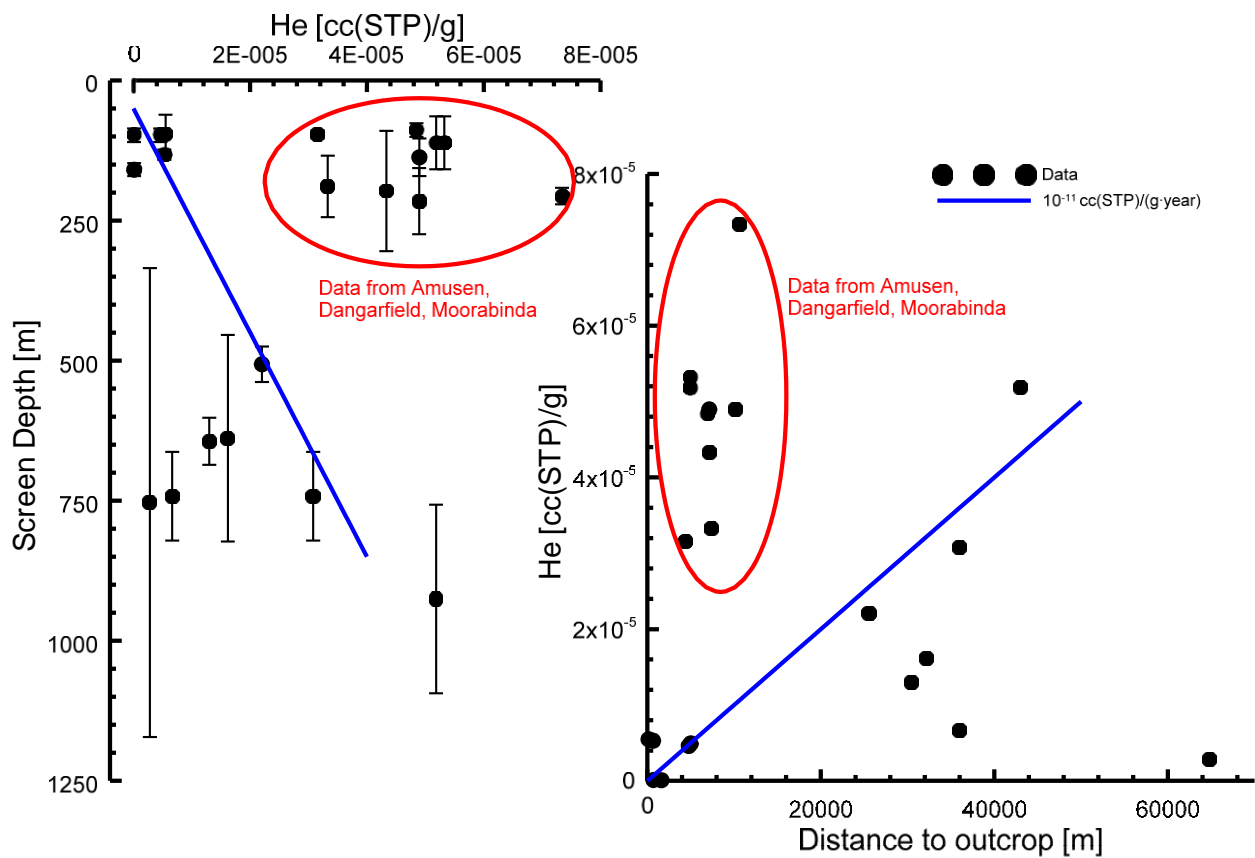 He [cc(STP)/g]
0 2E-005 4E-005 6E-005 8E-005
0
250
500
750
1000
1250
Screen Depth [m]
Data from Amusen,
Dangarfield, Moorabinda
Data
10⁻¹¹ cc(STP)/(g·year)
8x10⁻⁵
6x10⁻⁵
4x10⁻⁵
2x10⁻⁵
0
He [cc(STP)/g]
Data from Amusen,
Dangarfield, Moorabinda
0 20000 40000 60000
Distance to outcrop [m]